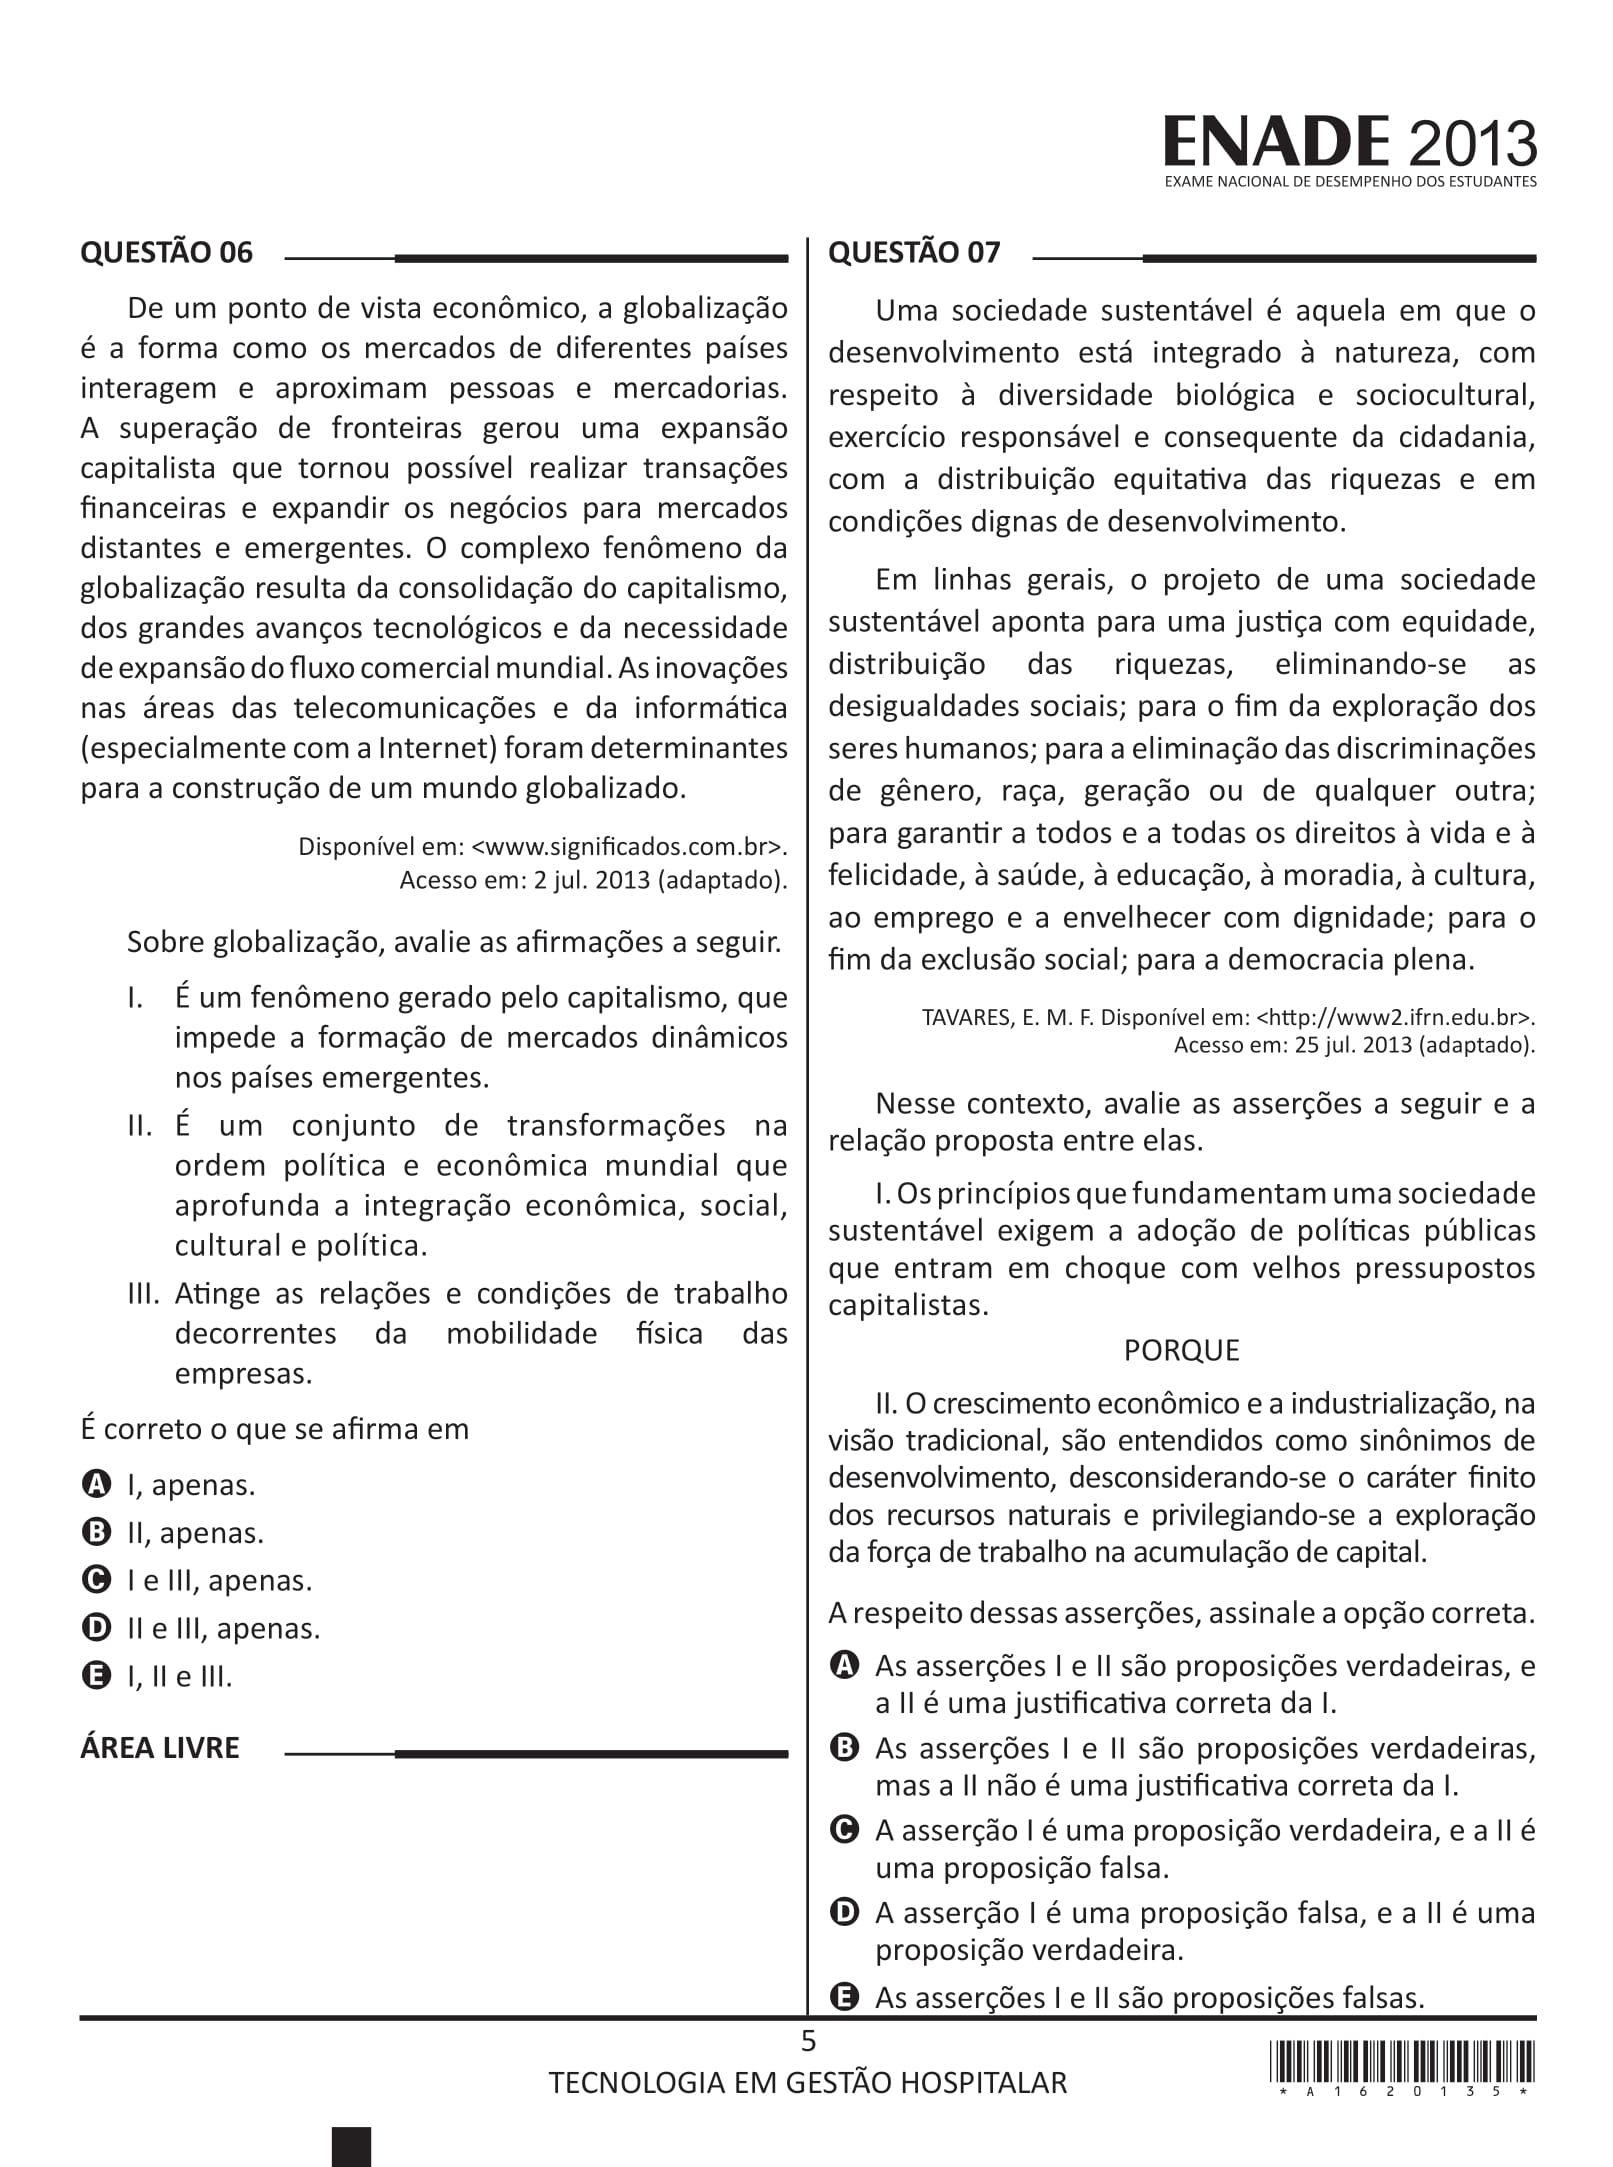 ENADE 2013
EXAME NACIONAL DE DESEMPENHO DOS ESTUDANTES
QUESTÃO 06
De um ponto de vista econômico, a globalização
é a forma como os mercados de diferentes países
interagem e aproximam pessoas e mercadorias.
A superação de fronteiras gerou uma expansão
capitalista que tornou possível realizar transações
financeiras e expandir os negócios para mercados
distantes e emergentes. O complexo fenômeno da
globalização resulta da consolidação do capitalismo,
dos grandes avanços tecnológicos e da necessidade
de expansão do fluxo comercial mundial. As inovações
nas áreas das telecomunicações e da informática
(especialmente com a Internet) foram determinantes
para a construção de um mundo globalizado.
Disponível em: <www.significados.com.br>.
Acesso em: 2 jul. 2013 (adaptado).
Sobre globalização, avalie as afirmações a seguir.
I. É um fenômeno gerado pelo capitalismo, que
impede a formação de mercados dinâmicos
nos países emergentes.
II. É um conjunto de transformações na
ordem política e econômica mundial que
aprofunda a integração econômica, social,
cultural e política.
III. Atinge as relações e condições de trabalho
decorrentes da mobilidade física das
empresas.
É correto o que se afirma em
A I, apenas.
B II, apenas.
C I e III, apenas.
D II e III, apenas.
E I, II e III.
ÁREA LIVRE
QUESTÃO 07
Uma sociedade sustentável é aquela em que o
desenvolvimento está integrado à natureza, com
respeito à diversidade biológica e sociocultural,
exercício responsável e consequente da cidadania,
com a distribuição equitativa das riquezas e em
condições dignas de desenvolvimento.
Em linhas gerais, o projeto de uma sociedade
sustentável aponta para uma justiça com equidade,
distribuição das riquezas, eliminando-se as
desigualdades sociais; para o fim da exploração dos
seres humanos; para a eliminação das discriminações
de gênero, raça, geração ou de qualquer outra;
para garantir a todos e a todas os direitos à vida e à
felicidade, à saúde, à educação, à moradia, à cultura,
ao emprego e a envelhecer com dignidade; para o
fim da exclusão social; para a democracia plena.
TAVARES, E. M. F. Disponível em: <http://www2.ifrn.edu.br>.
Acesso em: 25 jul. 2013 (adaptado).
Nesse contexto, avalie as asserções a seguir e a
relação proposta entre elas.
I. Os princípios que fundamentam uma sociedade
sustentável exigem a adoção de políticas públicas
que entram em choque com velhos pressupostos
capitalistas.
PORQUE
II. O crescimento econômico e a industrialização, na
visão tradicional, são entendidos como sinônimos de
desenvolvimento, desconsiderando-se o caráter finito
dos recursos naturais e privilegiando-se a exploração
da força de trabalho na acumulação de capital.
A respeito dessas asserções, assinale a opção correta.
A As asserções I e II são proposições verdadeiras, e
a II é uma justificativa correta da I.
B As asserções I e II são proposições verdadeiras,
mas a II não é uma justificativa correta da I.
C A asserção I é uma proposição verdadeira, e a II é
uma proposição falsa.
D A asserção I é uma proposição falsa, e a II é uma
proposição verdadeira.
E As asserções I e II são proposições falsas.
5
TECNOLOGIA EM GESTÃO HOSPITALAR
* A 1 6 2 0 1 3 5 *